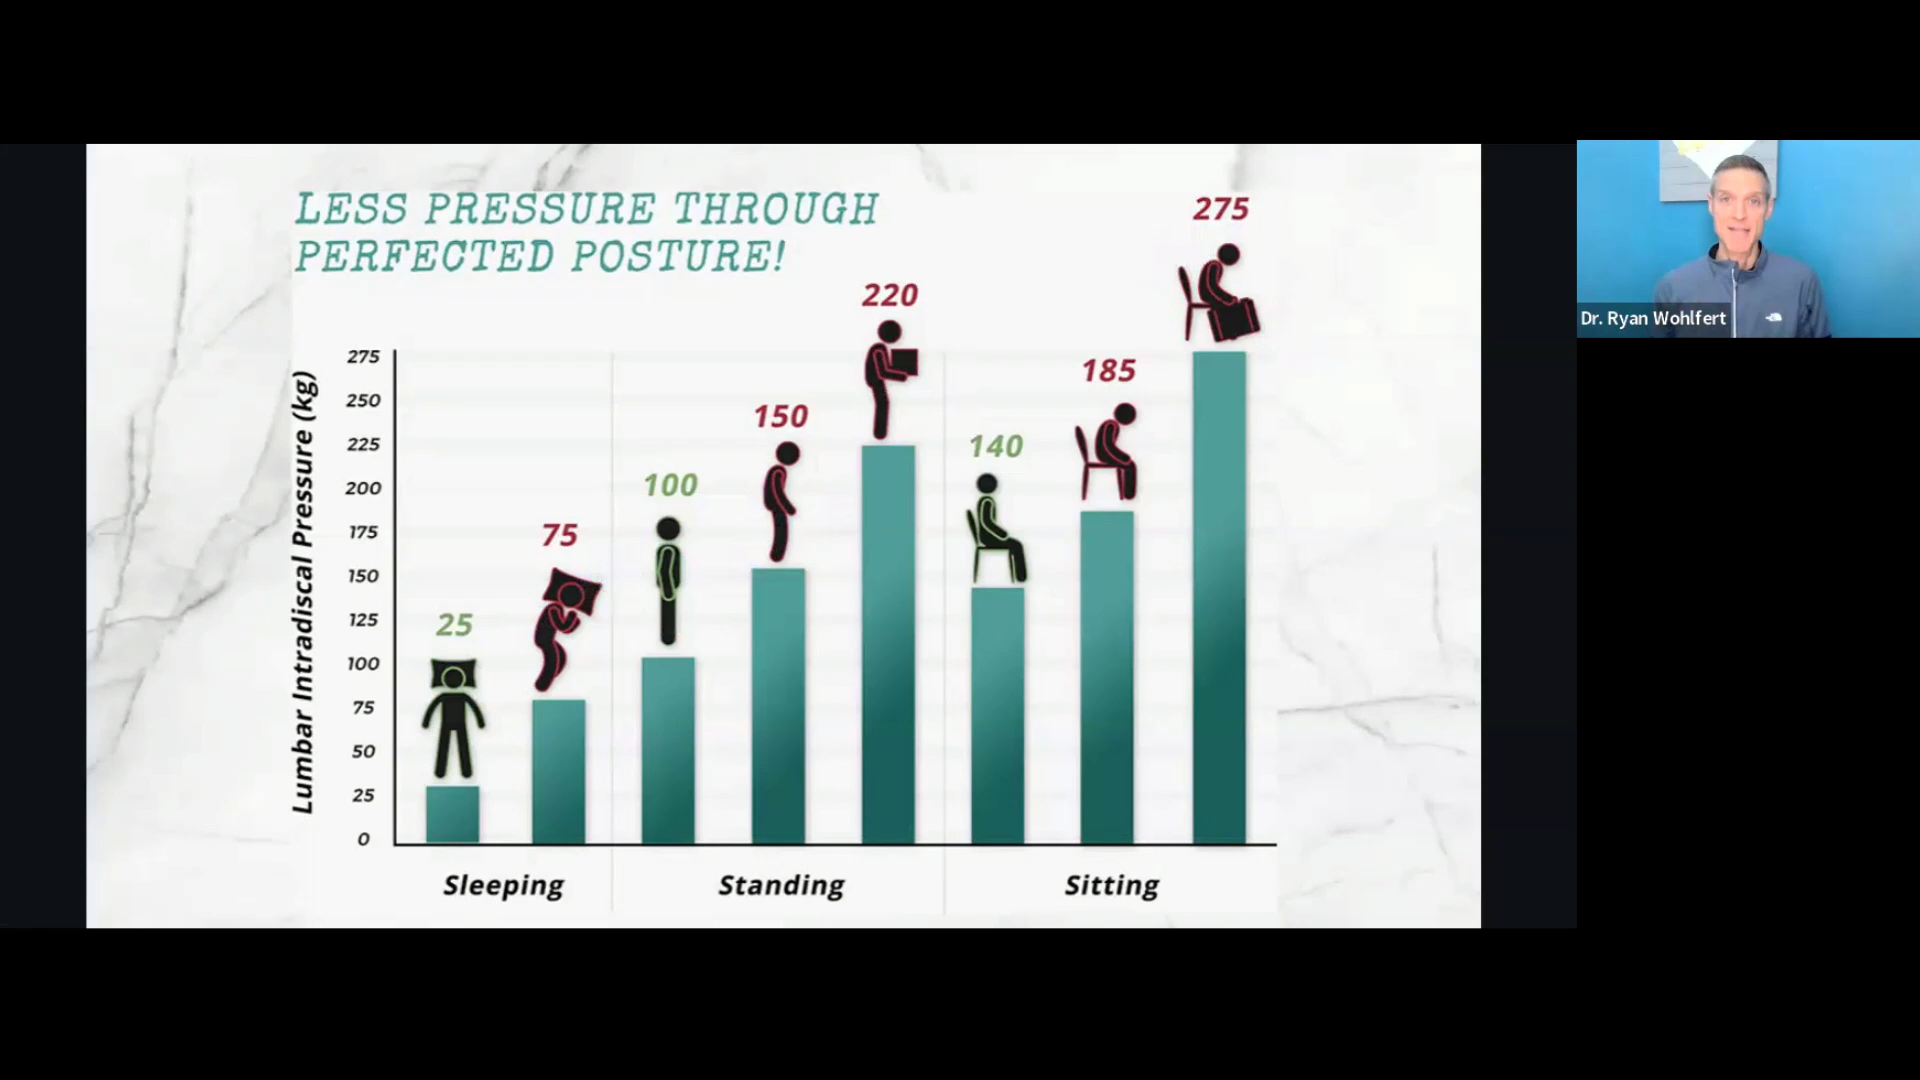 LESS PRESSURE THROUGH
PERFECTED POSTURE!
Lumbar Intradiscal Pressure (kg)
275
250
225
200
175
150
125
100
75
50
25
0
25
75
100
150
220
140
185
275
Sleeping
Standing
Sitting
Dr. Ryan Wohlfert